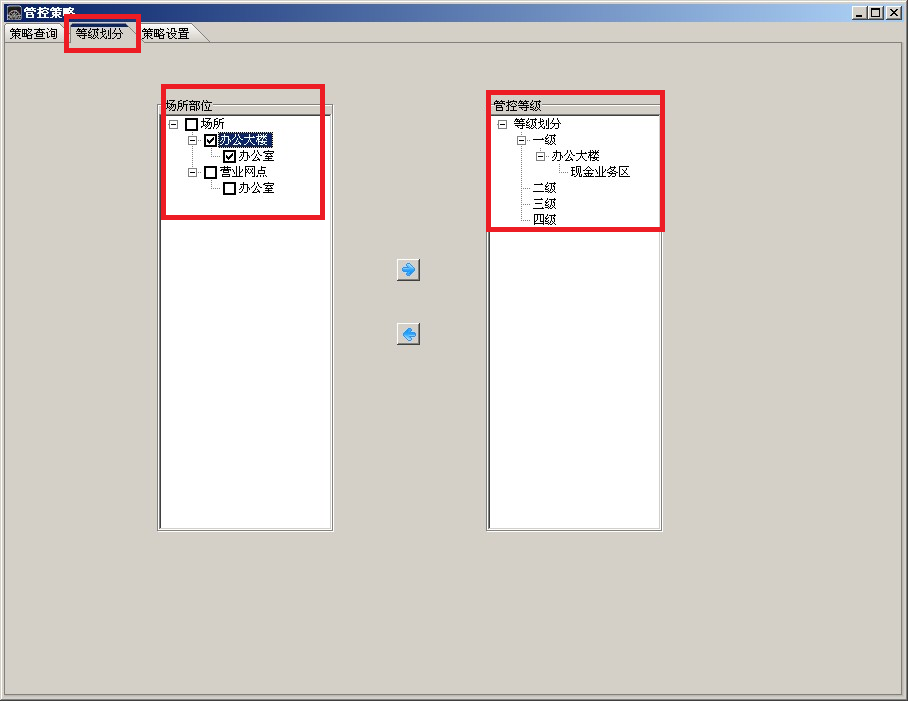 管控策略
策略查询 等级划分 策略设置
场所部位
场所
办公大楼
办公室
营业网点
办公室
管控等级
等级划分
一级
办公大楼
现金业务区
二级
三级
四级